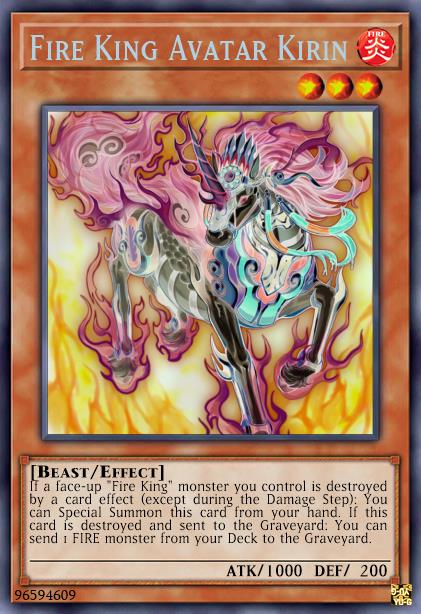 FIRE KING AVATAR KIRIN
FIRE
炎
[BEAST/EFFECT]
If a face-up "Fire King" monster you control is destroyed
by a card effect (except during the Damage Step): You
can Special Summon this card from your hand. If this
card is destroyed and sent to the Graveyard: You can
send 1 FIRE monster from your Deck to the Graveyard.
ATK/1000 DEF/ 200
96594609